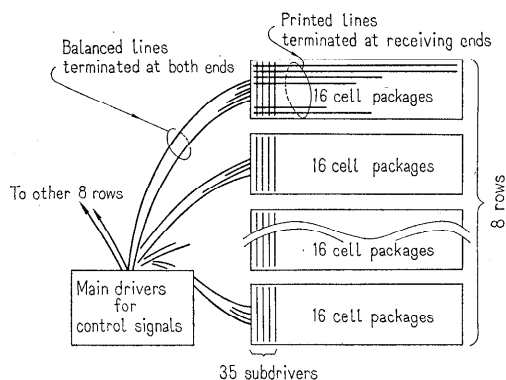 Printed lines
terminated at receiving ends
Balanced lines
terminated at both ends
16 cell packages
16 cell packages
To other 8 rows
16 cell packages
8 rows
Main drivers
for
control signals
16 cell packages
35 subdrivers